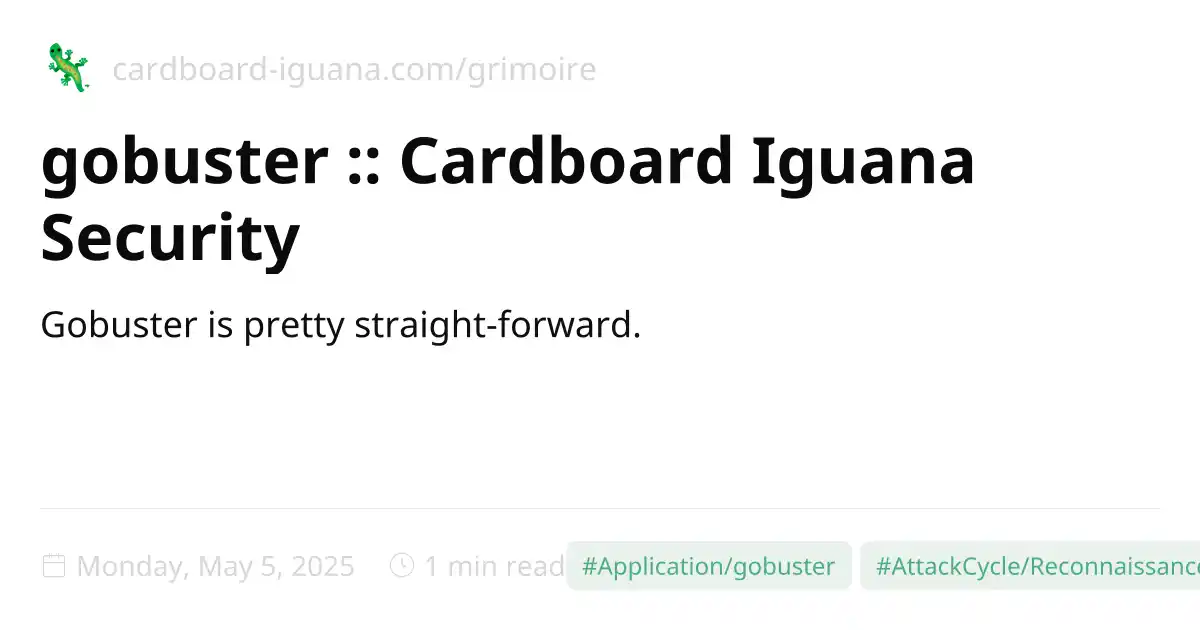 cardboard-iguana.com/grimoire
gobuster :: Cardboard Iguana
Security
Gobuster is pretty straight-forward.
Monday, May 5, 2025 1 min read #Application/gobuster #AttackCycle/Reconnaissance